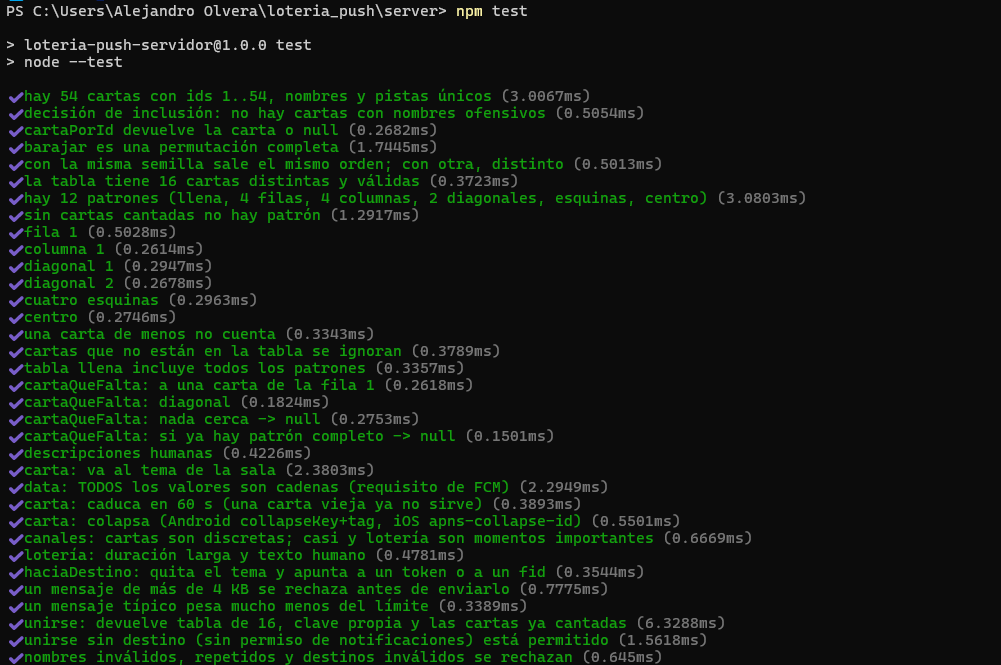 PS C:\Users\Alejandro Olvera\loteria_push\server> npm test
> loteria-push-servidor@1.0.0 test
> node --test
✔hay 54 cartas con ids 1..54, nombres y pistas únicos (3.0067ms)
✔decisión de inclusión: no hay cartas con nombres ofensivos (0.5054ms)
✔cartaPorId devuelve la carta o null (0.2682ms)
✔barajar es una permutación completa (1.7445ms)
✔con la misma semilla sale el mismo orden; con otra, distinto (0.5013ms)
✔la tabla tiene 16 cartas distintas y válidas (0.3723ms)
✔hay 12 patrones (llena, 4 filas, 4 columnas, 2 diagonales, esquinas, centro) (3.0803ms)
✔sin cartas cantadas no hay patrón (1.2917ms)
✔fila 1 (0.5028ms)
✔columna 1 (0.2614ms)
✔diagonal 1 (0.2947ms)
✔diagonal 2 (0.2678ms)
✔cuatro esquinas (0.2963ms)
✔centro (0.2746ms)
✔una carta de menos no cuenta (0.3343ms)
✔cartas que no están en la tabla se ignoran (0.3789ms)
✔tabla llena incluye todos los patrones (0.3357ms)
✔cartaQueFalta: a una carta de la fila 1 (0.2618ms)
✔cartaQueFalta: diagonal (0.1824ms)
✔cartaQueFalta: nada cerca -> null (0.2753ms)
✔cartaQueFalta: si ya hay patrón completo -> null (0.1501ms)
✔descripciones humanas (0.4226ms)
✔carta: va al tema de la sala (2.3803ms)
✔data: TODOS los valores son cadenas (requisito de FCM) (2.2949ms)
✔carta: caduca en 60 s (una carta vieja ya no sirve) (0.3893ms)
✔carta: colapsa (Android collapseKey+tag, iOS apns-collapse-id) (0.5501ms)
✔canales: cartas son discretas; casi y lotería son momentos importantes (0.6669ms)
✔lotería: duración larga y texto humano (0.4781ms)
✔haciaDestino: quita el tema y apunta a un token o a un fid (0.3544ms)
✔un mensaje de más de 4 KB se rechaza antes de enviarlo (0.7775ms)
✔un mensaje típico pesa mucho menos del límite (0.3389ms)
✔unirse: devuelve tabla de 16, clave propia y las cartas ya cantadas (6.3288ms)
✔unirse sin destino (sin permiso de notificaciones) está permitido (1.5618ms)
✔nombres inválidos, repetidos y destinos inválidos se rechazan (0.645ms)